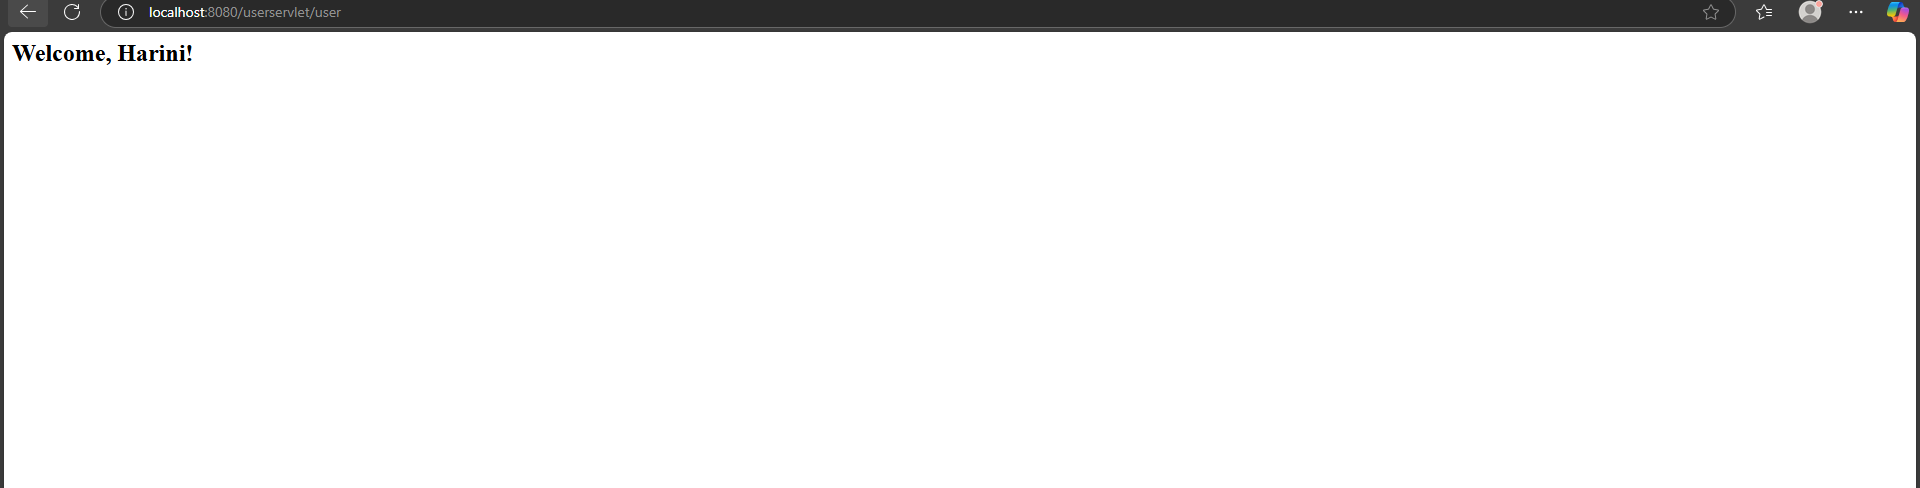 localhost:8080/userservlet/user
Welcome, Harini!